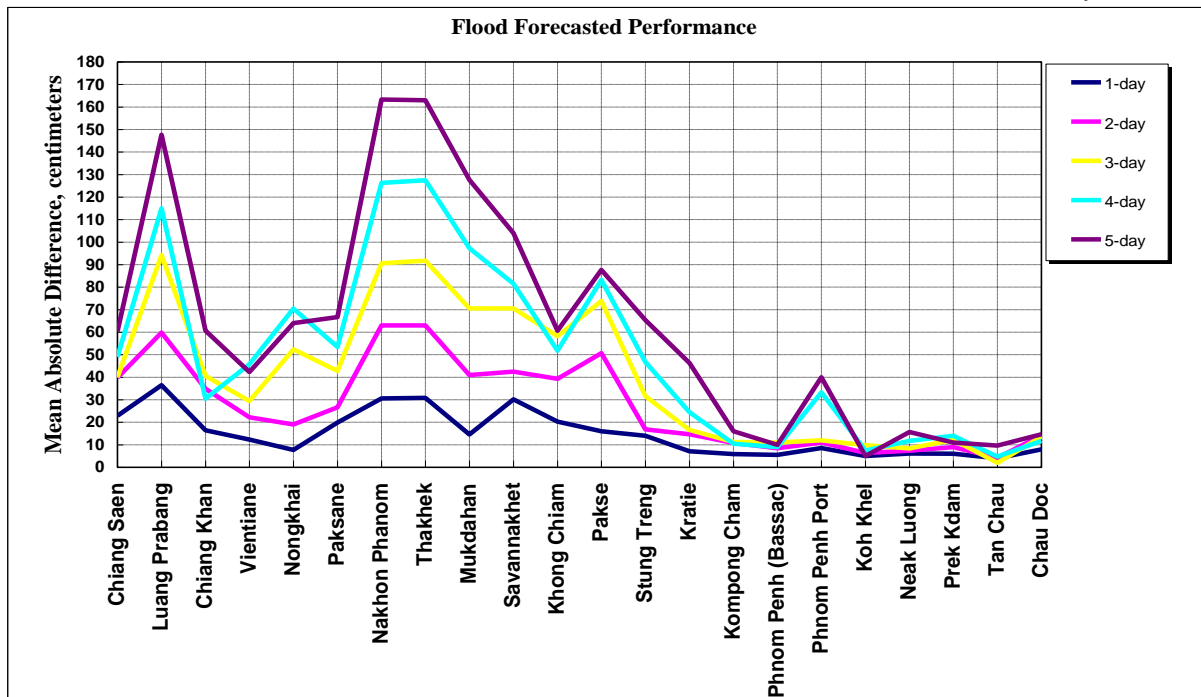 Flood Forecasted Performance
Mean Absolute Difference, centimeters
180
170
160
150
140
130
120
110
100
90
80
70
60
50
40
30
20
10
0
1-day
2-day
3-day
4-day
5-day
Chiang Saen
Luang Prabang
Chiang Khan
Vientiane
Nongkhai
Paksane
Nakhon Phanom
Thakhek
Mukdahan
Savannakhet
Khong Chiam
Pakse
Stung Treng
Kratie
Kompong Cham
Phnom Penh (Bassac)
Phnom Penh Port
Koh Khel
Neak Luong
Prek Kdam
Tan Chau
Chau Doc